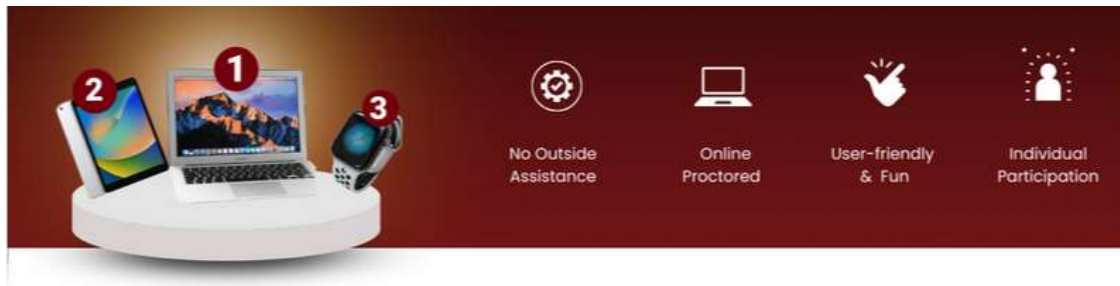 2
1
3
No Outside
Assistance
Online
Proctored
User-friendly
& Fun
Individual
Participation